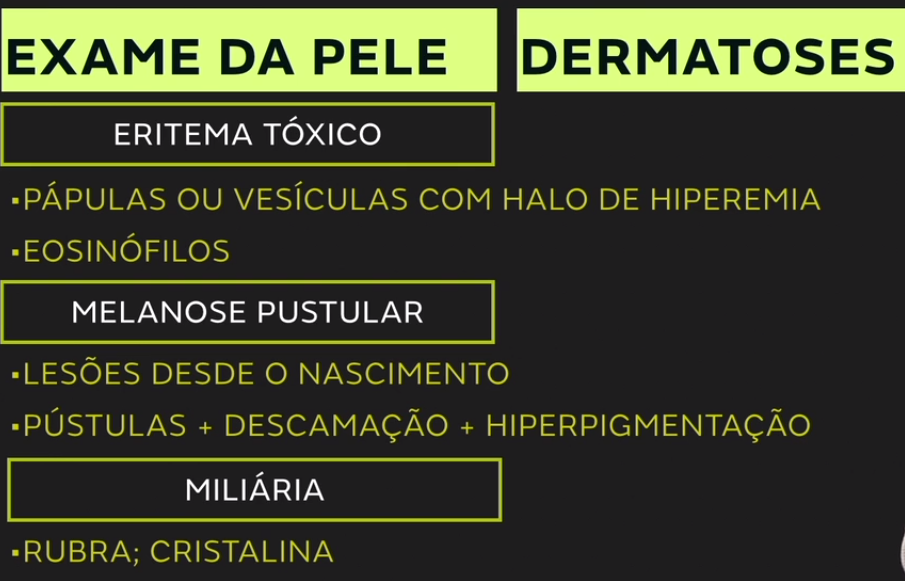 EXAME DA PELE
DERMATOSES
ERITEMA TÓXICO
▪PÁPULAS OU VESÍCULAS COM HALO DE HIPEREMIA
▪EOSINÓFILOS
MELANOSE PUSTULAR
▪LESÕES DESDE O NASCIMENTO
▪PÚSTULAS + DESCAMAÇÃO + HIPERPIGMENTAÇÃO
MILIÁRIA
▪RUBRA; CRISTALINA